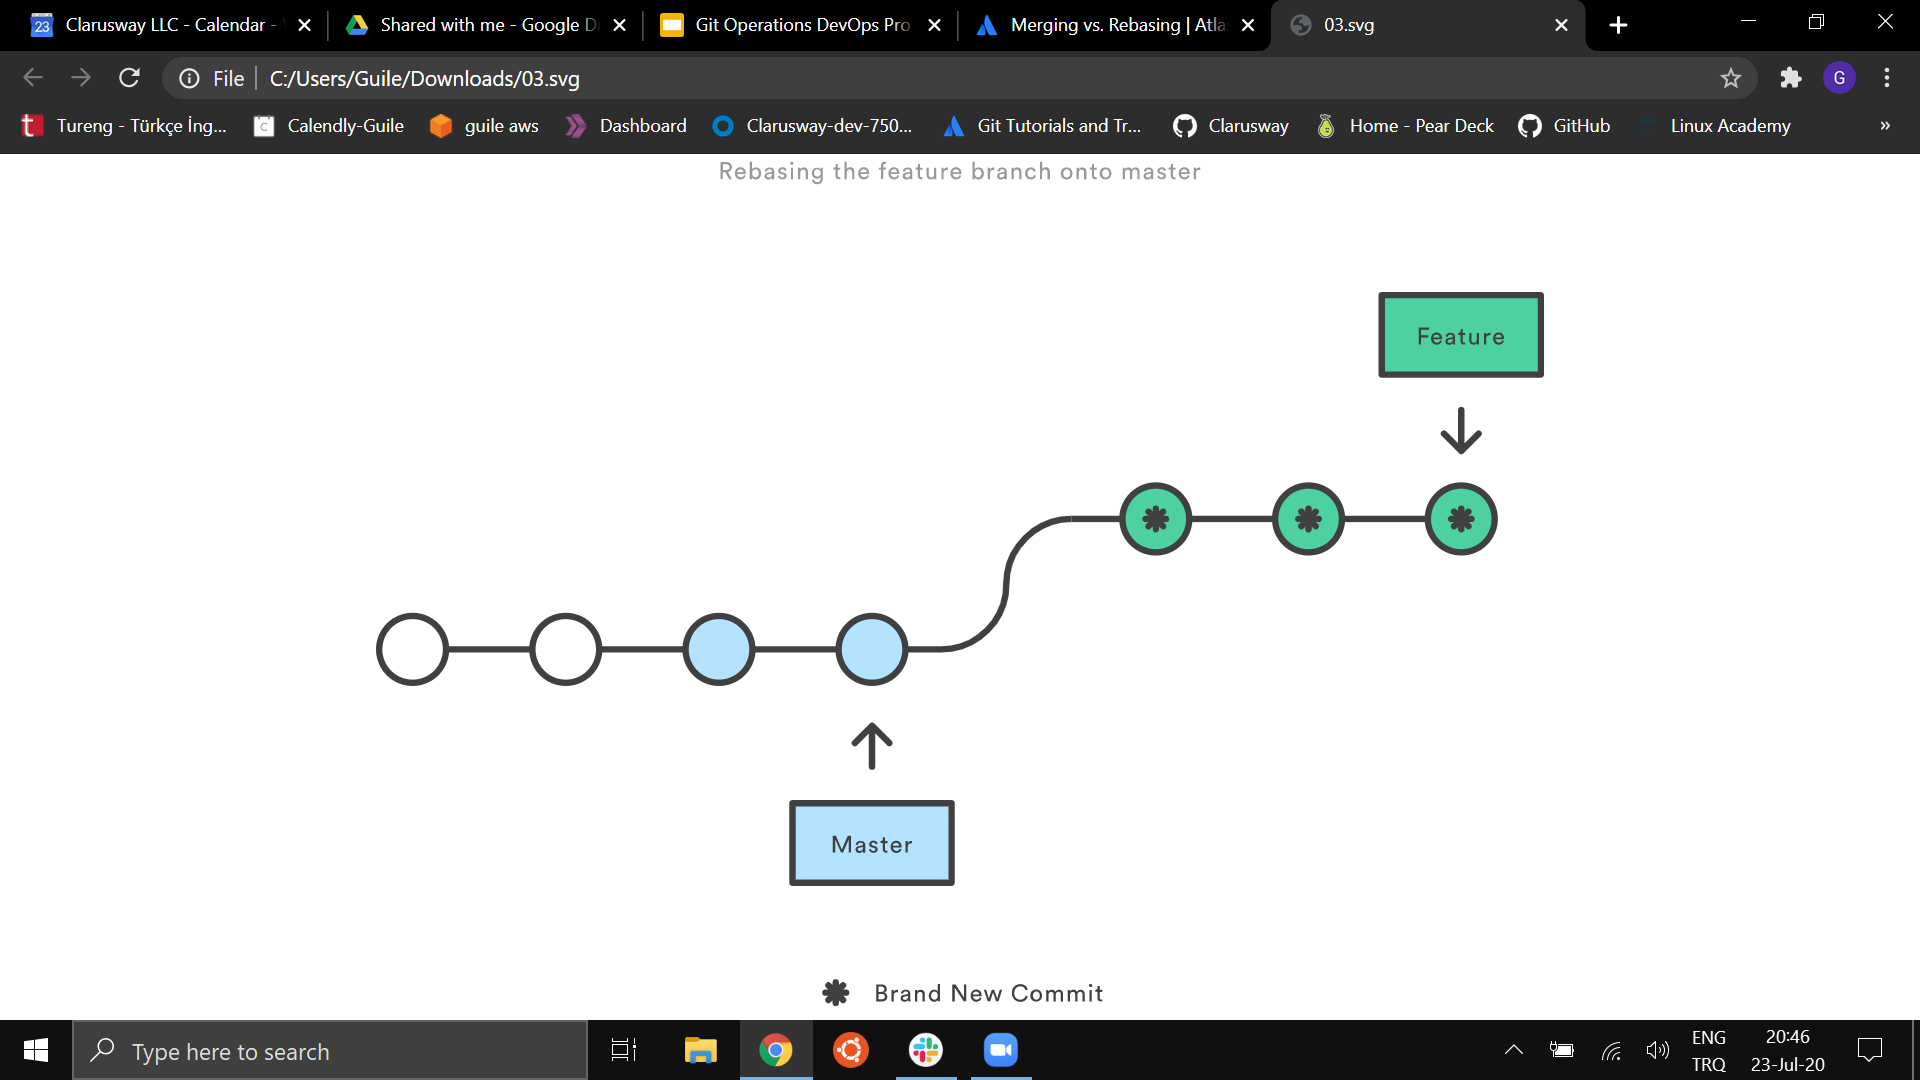 23 Clarusway LLC - Calendar -
Shared with me - Google D
Git Operations DevOps Pro
Merging vs. Rebasing | Atla
03.svg
File C:/Users/Guile/Downloads/03.svg
G
t Tureng - Türkçe İng...
C Calendly-Guile
guile aws
Dashboard
Clarusway-dev-750...
Git Tutorials and Tr...
Clarusway
Home - Pear Deck
GitHub
Linux Academy
»
Rebasing the feature branch onto master
Feature
Master
Brand New Commit
Type here to search
ENG
TRQ
20:46
23-Jul-20